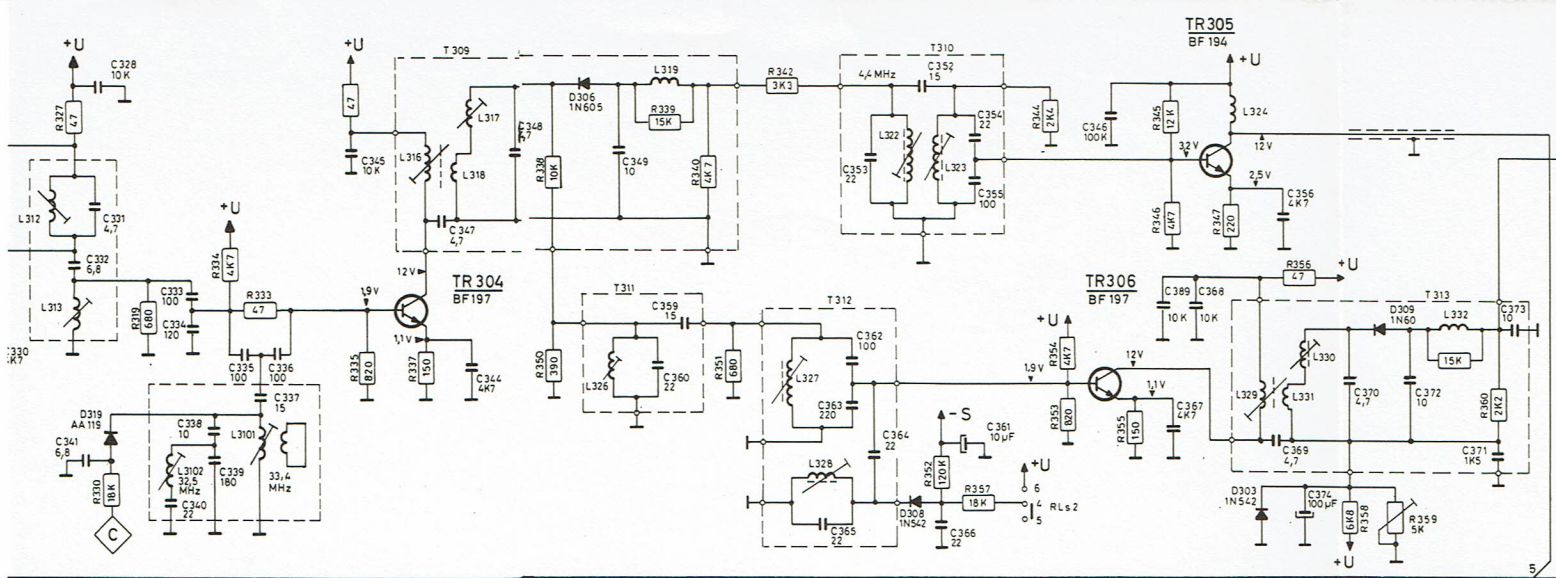 +U
C328
10K
R327
47
L312
C331
4,7
C332
6,8
L313
C330
4K7
R319
680
C333
100
C334
120
+U
R334
4K7
R333
47
C335
100
C336
100
C337
15
D319
AA 119
C341
6,8
R330
18K
C
C338
10
L3102
32,5
MHz
C340
22
C339
180
L3101
33,4
MHz
+U
47
C345
10K
T309
L316
L317
L318
C347
4,7
C348
4,7
12V
TR304
BF197
1,9V
1,1V
R335
820
R337
150
C344
4K7
D306
1N605
R338
10K
C349
10
L319
R339
15K
R340
4K7
R342
3K3
T310
4,4 MHz
C352
15
L322
L323
C353
22
C354
22
C355
100
R344
2K4
TR305
BF 194
+U
C346
100K
R345
12K
L324
3,2V
12V
2,5V
R346
4K7
R347
220
C356
4K7
T311
C359
15
L326
C360
22
R350
390
R351
680
T312
L327
C362
100
C363
220
C364
22
L328
C365
22
D308
1N542
-S
C361
10µF
R352
120K
C366
22
R357
18K
+U
6
4
5
RLs2
TR306
BF197
+U
R354
4K7
1,9V
12V
1,1V
R353
820
R355
150
C367
4K7
C389
10K
C368
10K
R356
47
+U
T313
L329
L330
L331
C369
4,7
C370
4,7
D309
1N60
C372
10
L332
15K
C373
10
R360
2K2
C371
1K5
D303
1N542
C374
100µF
R358
6K8
+U
R359
5K
5